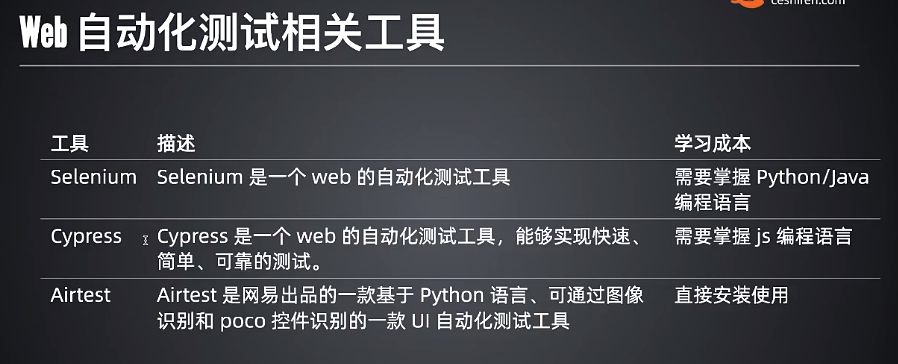 ceshiren.com
Web 自动化测试相关工具
工具 描述 学习成本
Selenium Selenium 是一个 web 的自动化测试工具 需要掌握 Python/Java
编程语言
Cypress Cypress 是一个 web 的自动化测试工具，能够实现快速、 需要掌握 js 编程语言
简单、可靠的测试。
Airtest Airtest 是网易出品的一款基于 Python 语言、可通过图像 直接安装使用
识别和 poco 控件识别的一款 UI 自动化测试工具